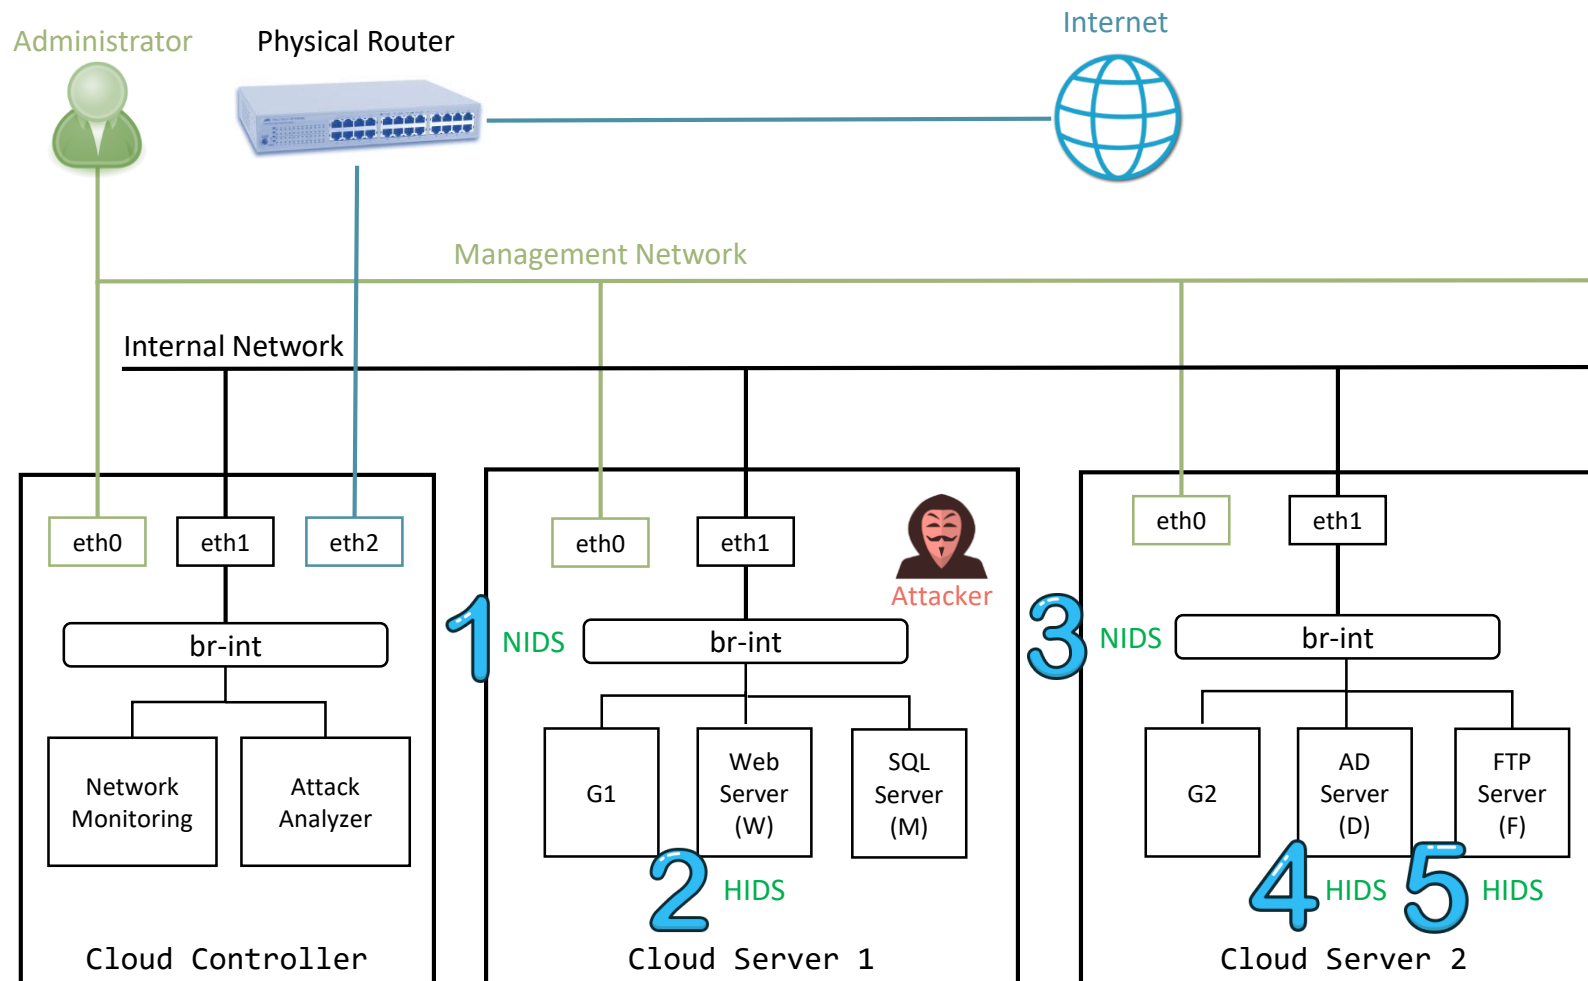 Administrator
Physical Router
Internet
Management Network
Internal Network
eth0
eth1
eth2
eth0
eth1
Attacker
eth0
eth1
br-int
1
NIDS
br-int
3
NIDS
br-int
Network
Monitoring
Attack
Analyzer
G1
Web
Server
(W)
SQL
Server
(M)
G2
AD
Server
(D)
FTP
Server
(F)
2
HIDS
4
HIDS
5
HIDS
Cloud Controller
Cloud Server 1
Cloud Server 2